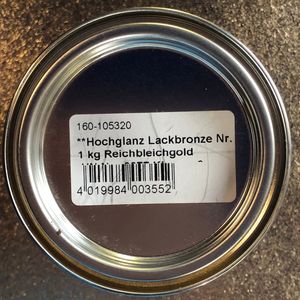 160-105320
**Hochglanz Lackbronze Nr.
1 kg Reichbleichgold
4 019984 003552